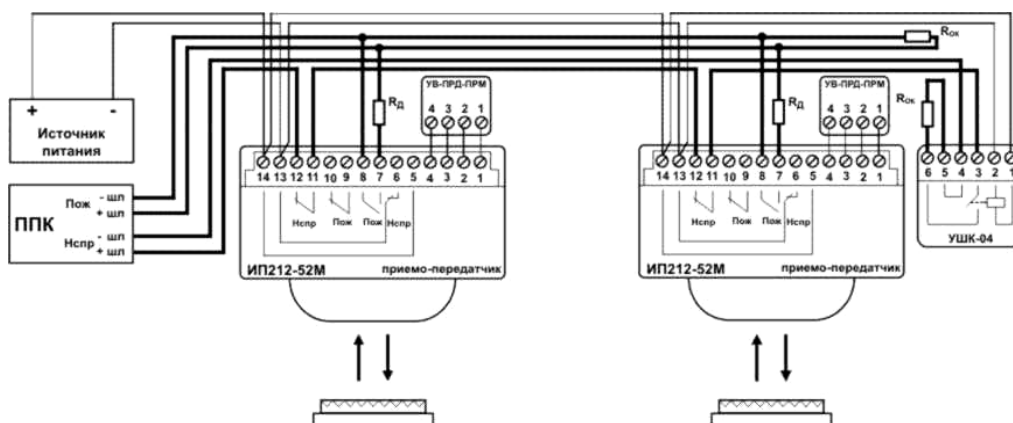 Rок
УВ-ПРД-ПРМ
4 3 2 1
RД
УВ-ПРД-ПРМ
4 3 2 1
RД
Rок
+ -
Источник
питания
14 13 12 11 10 9 8 7 6 5 4 3 2 1
Нспр Пож Пож Нспр
ИП212-52М приемо-передатчик
14 13 12 11 10 9 8 7 6 5 4 3 2 1
Нспр Пож Пож Нспр
ИП212-52М приемо-передатчик
6 5 4 3 2 1
УШК-04
ППК
Пож - шл
+ шл
Нспр - шл
+ шл